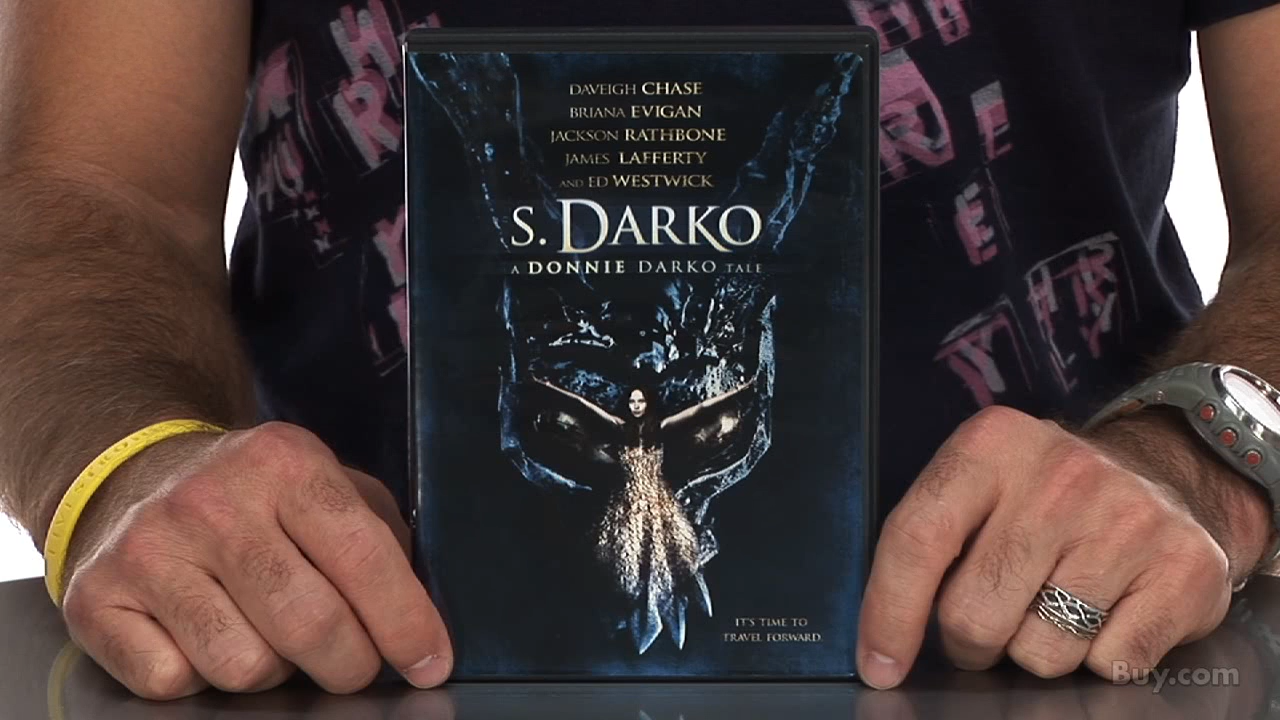 DAVEIGH CHASE
BRIANA EVIGAN
JACKSON RATHBONE
JAMES LAFFERTY
AND ED WESTWICK
S. DARKO
A DONNIE DARKO TALE
IT'S TIME TO
TRAVEL FORWARD.
Buy.com